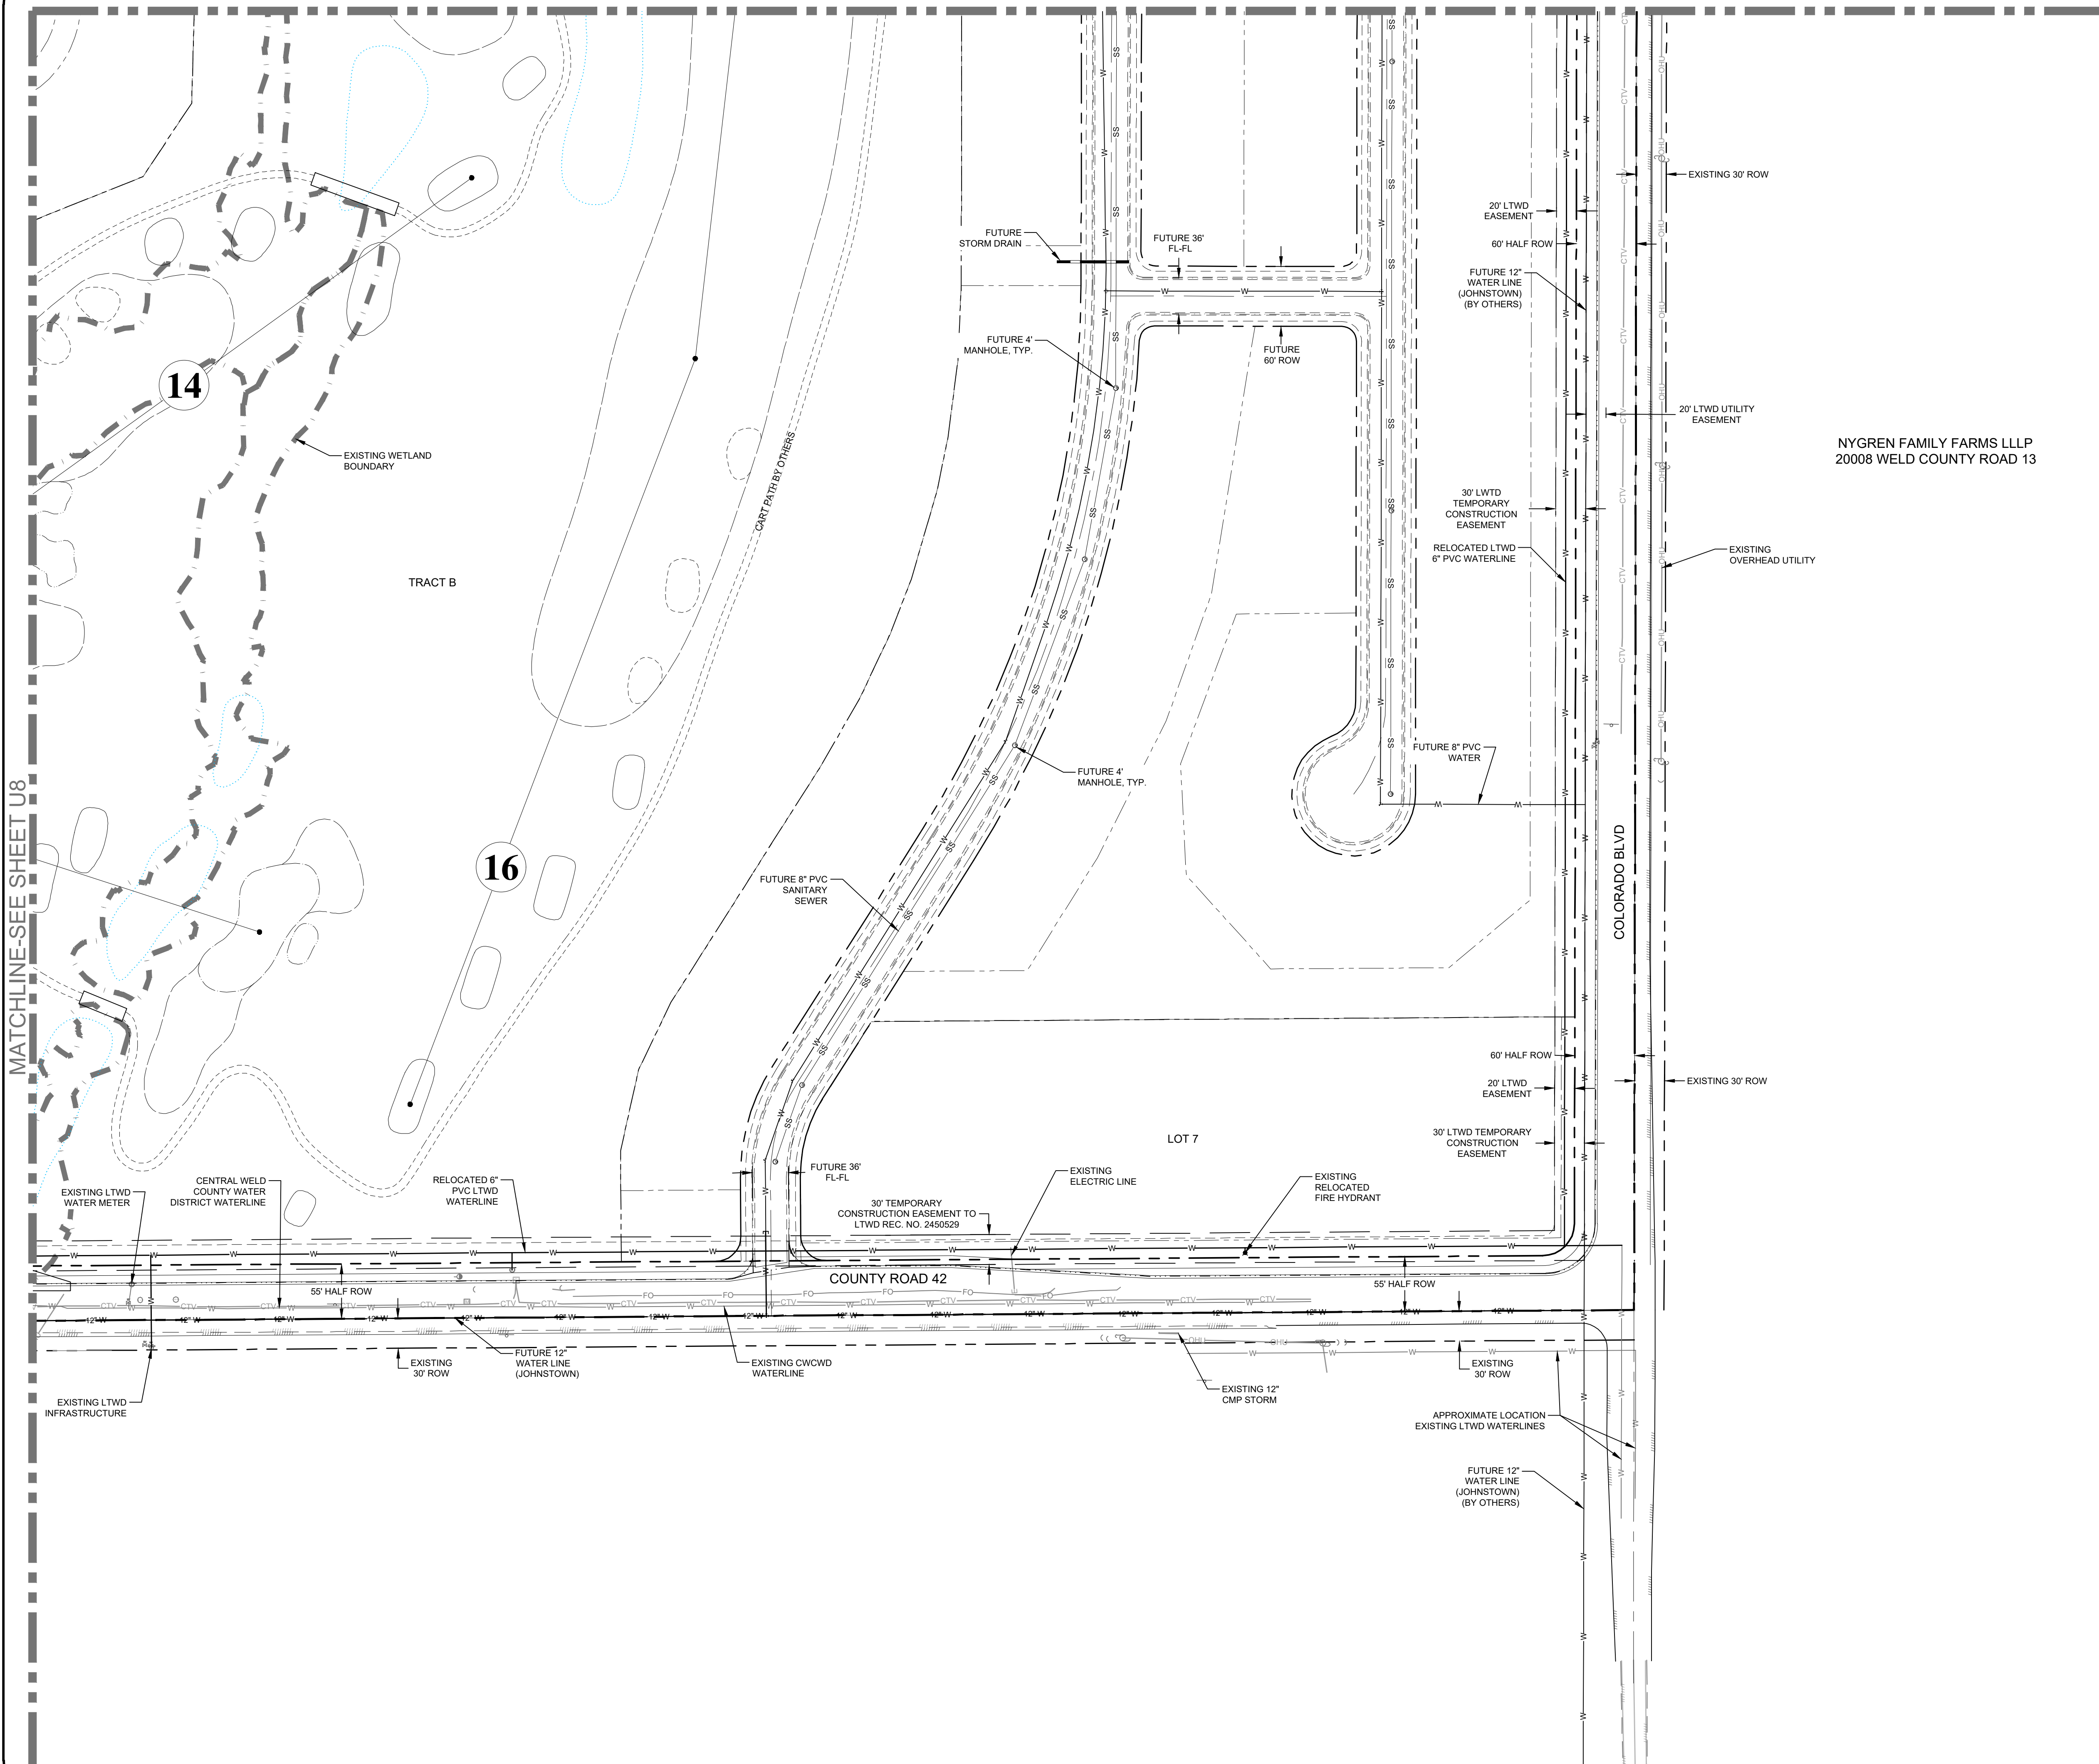 EXISTING 30' ROW
20' LTWD
EASEMENT
60' HALF ROW
FUTURE
STORM DRAIN
FUTURE 36'
FL-FL
FUTURE 12"
WATER LINE
(JOHNSTOWN)
(BY OTHERS)
FUTURE 4'
MANHOLE, TYP.
FUTURE
60' ROW
14
20' LTWD UTILITY
EASEMENT
NYGREN FAMILY FARMS LLLP
20008 WELD COUNTY ROAD 13
EXISTING WETLAND
BOUNDARY
CART PATH BY OTHERS
30' LWTD
TEMPORARY
CONSTRUCTION
EASEMENT
RELOCATED LTWD
6" PVC WATERLINE
EXISTING
OVERHEAD UTILITY
TRACT B
FUTURE 8" PVC
WATER
FUTURE 4'
MANHOLE, TYP.
MATCHLINE-SEE SHEET U8
16
COLORADO BLVD
FUTURE 8" PVC
SANITARY
SEWER
60' HALF ROW
20' LTWD
EASEMENT
EXISTING 30' ROW
LOT 7
30' LTWD TEMPORARY
CONSTRUCTION
EASEMENT
EXISTING LTWD
WATER METER
CENTRAL WELD
COUNTY WATER
DISTRICT WATERLINE
RELOCATED 6"
PVC LTWD
WATERLINE
FUTURE 36'
FL-FL
30' TEMPORARY
CONSTRUCTION EASEMENT TO
LTWD REC. NO. 2450529
EXISTING
ELECTRIC LINE
EXISTING
RELOCATED
FIRE HYDRANT
COUNTY ROAD 42
55' HALF ROW
55' HALF ROW
EXISTING
30' ROW
FUTURE 12"
WATER LINE
(JOHNSTOWN)
EXISTING CWCWD
WATERLINE
EXISTING 12"
CMP STORM
EXISTING
30' ROW
EXISTING LTWD
INFRASTRUCTURE
APPROXIMATE LOCATION
EXISTING LTWD WATERLINES
FUTURE 12"
WATER LINE
(JOHNSTOWN)
(BY OTHERS)